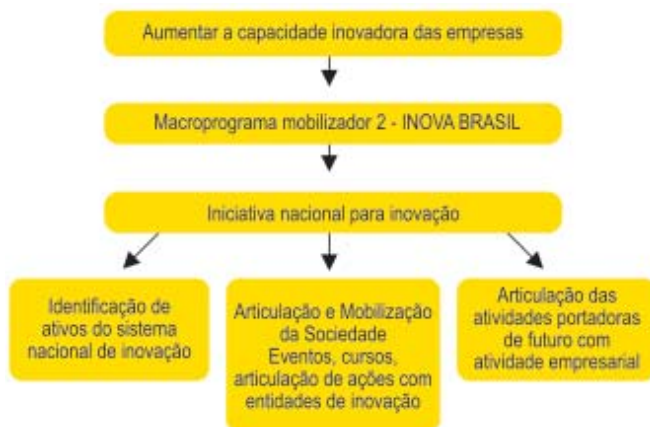 Aumentar a capacidade inovadora das empresas
Macroprograma mobilizador 2 - INOVA BRASIL
Iniciativa nacional para inovação
Identificação de
ativos do sistema
nacional de inovação
Articulação e Mobilização
da Sociedade
Eventos, cursos,
articulação de ações com
entidades de inovação
Articulação das
atividades portadoras
de futuro com
atividade empresarial